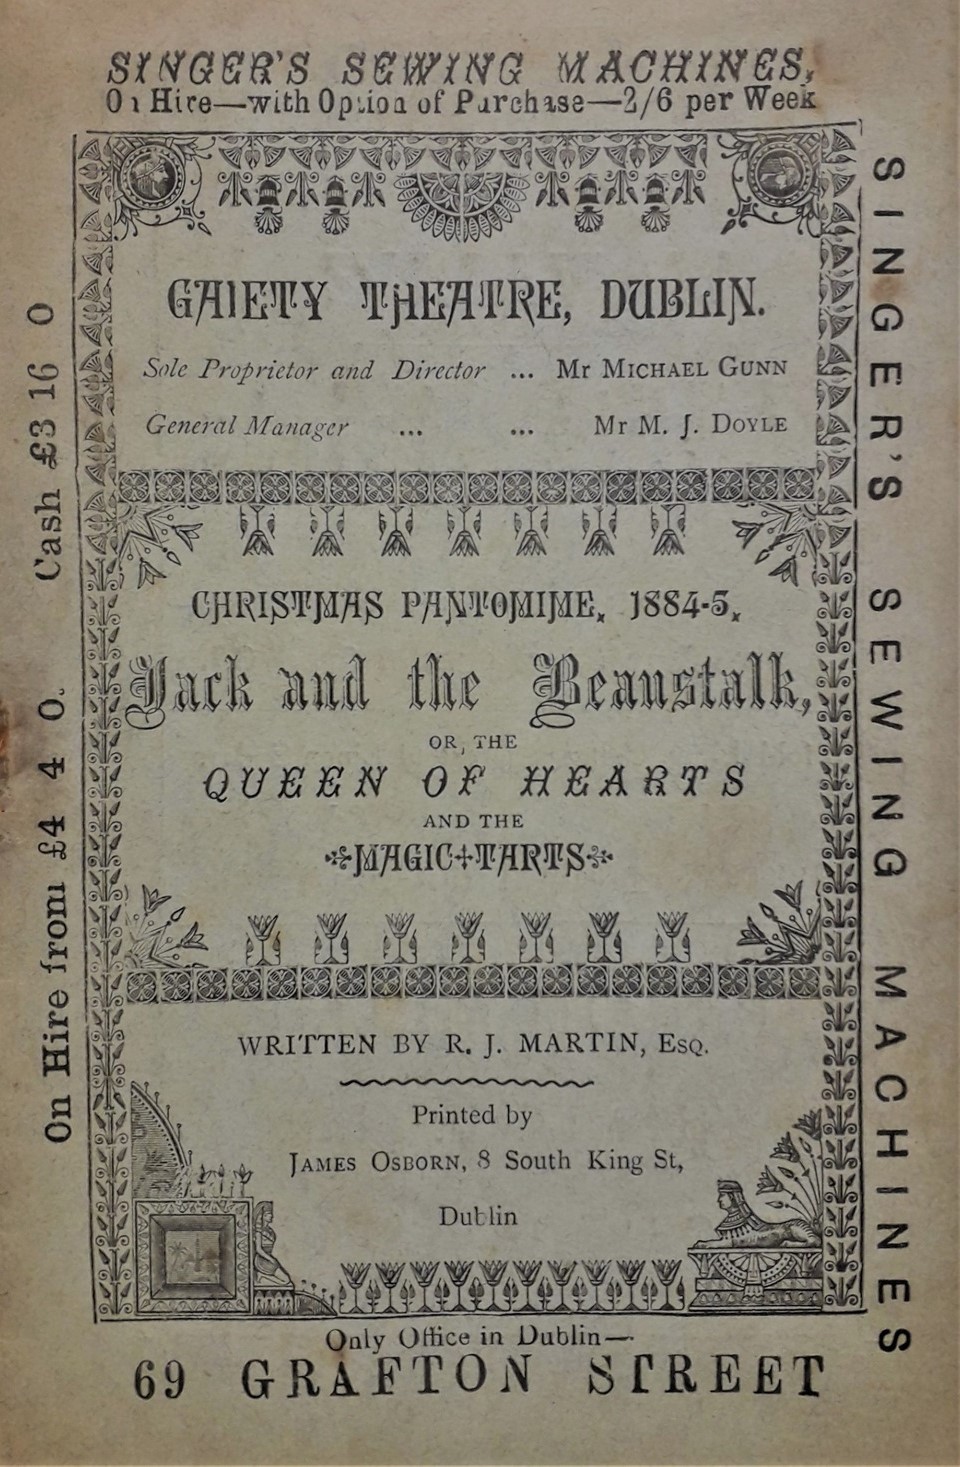 SINGER'S SEWING MACHINES,
On Hire—with Option of Purchase—2/6 per Week
GAIETY THEATRE, DUBLIN.
Sole Proprietor and Director ... Mr MICHAEL GUNN
General Manager ... ... Mr M. J. DOYLE
CHRISTMAS PANTOMIME, 1884-5,
Jack and the Beanstalk,
OR, THE
QUEEN OF HEARTS
AND THE
MAGIC+TARTS
WRITTEN BY R. J. MARTIN, ESQ.
Printed by
JAMES OSBORN, 8 South King St,
Dublin
Only Office in Dublin—
69 GRAFTON STREET
On Hire from £4 4 0. Cash £3 16 0
SINGER'S SEWING MACHINES